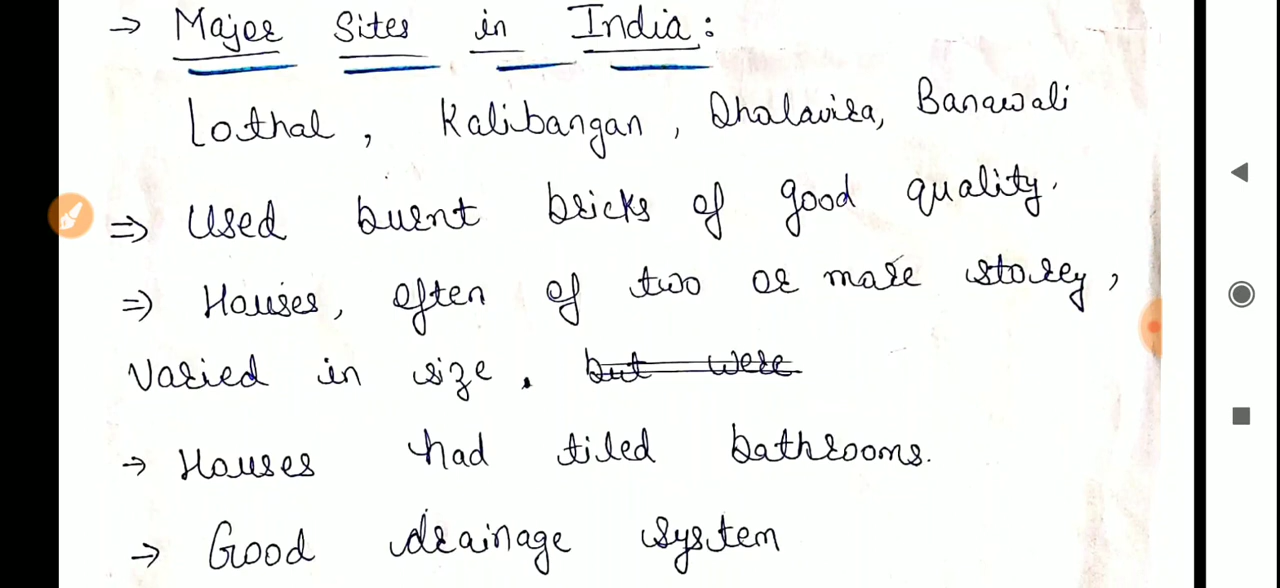 → Major Sites in India:
Lothal, Kalibangan, Dholavira, Banawali
⇒ Used burnt bricks of good quality.
⇒ Houses, often of two or more storey,
varied in size. but were
→ Houses had tiled bathrooms.
→ Good drainage system